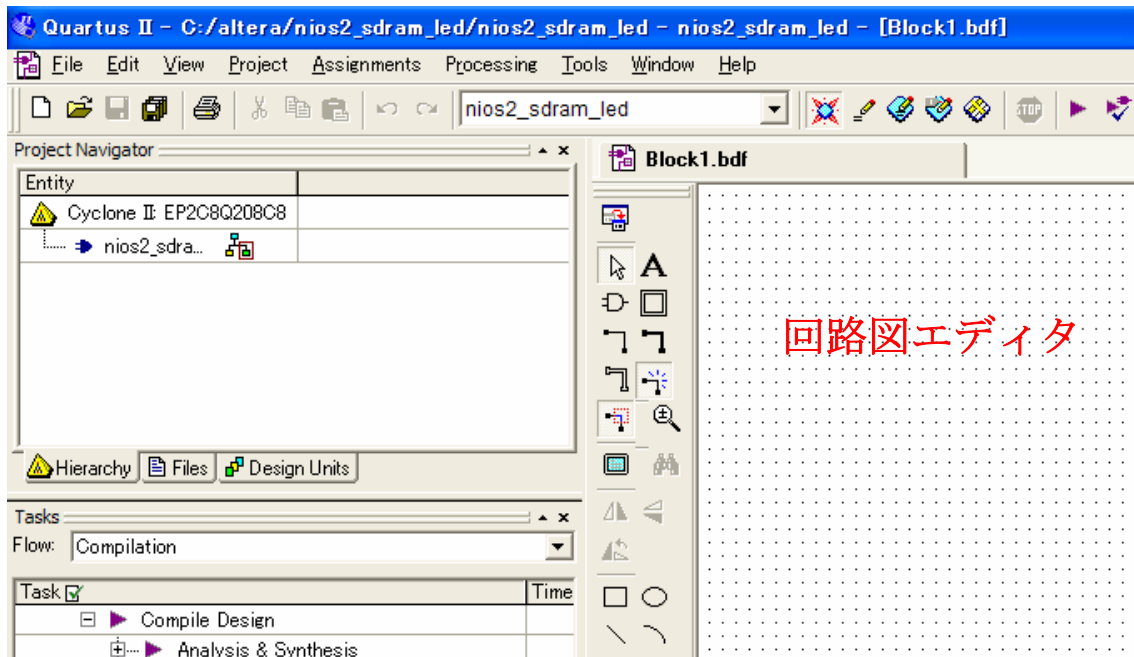 Quartus II - C:/altera/nios2_sdram_led/nios2_sdram_led - nios2_sdram_led - [Block1.bdf]
File Edit View Project Assignments Processing Tools Window Help
nios2_sdram_led
STOP
Project Navigator
Block1.bdf
Entity
Cyclone II: EP2C8Q208C8
nios2_sdra...
A
回路図エディタ
Hierarchy Files Design Units
Tasks
Flow: Compilation
Task Time
Compile Design
Analysis & Synthesis